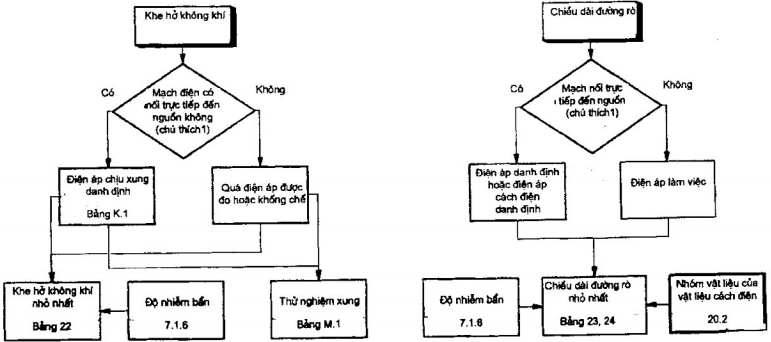 Khe hở không khí
Có
Mạch điện có
nối trực tiếp đến
nguồn không
(chú thích1)
Không
Điện áp chịu xung
danh định
Bảng K.1
Quá điện áp được
đo hoặc khống chế
Khe hở không khí
nhỏ nhất
Bảng 22
Độ nhiễm bẩn
7.1.6
Thử nghiệm xung
Bảng M.1
Chiều dài đường rò
Có
Mạch nối trực
tiếp đến nguồn
(chú thích1)
Không
Điện áp danh định
hoặc điện áp
cách điện
danh định
Điện áp làm việc
Độ nhiễm bẩn
7.1.6
Chiều dài đường rò
nhỏ nhất
Bảng 23, 24
Nhóm vật liệu của
vật liệu cách điện
20.2